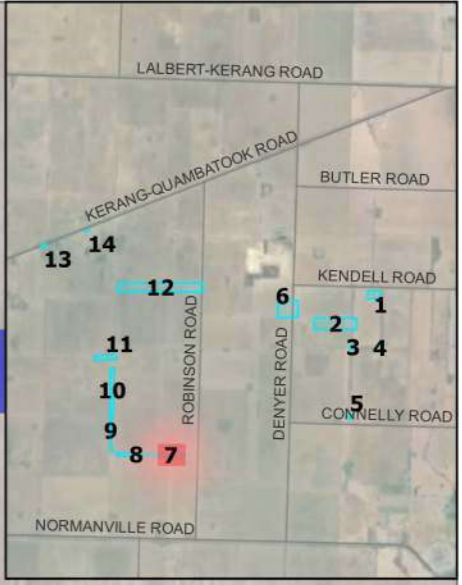 LALBERT-KERANG ROAD
KERANG-QUAMBATOOK ROAD
BUTLER ROAD
14
13
KENDELL ROAD
12
6
1
2
ROBINSON ROAD
DENYER ROAD
11
3 4
10
5
CONNELLY ROAD
9
8 7
NORMANVILLE ROAD